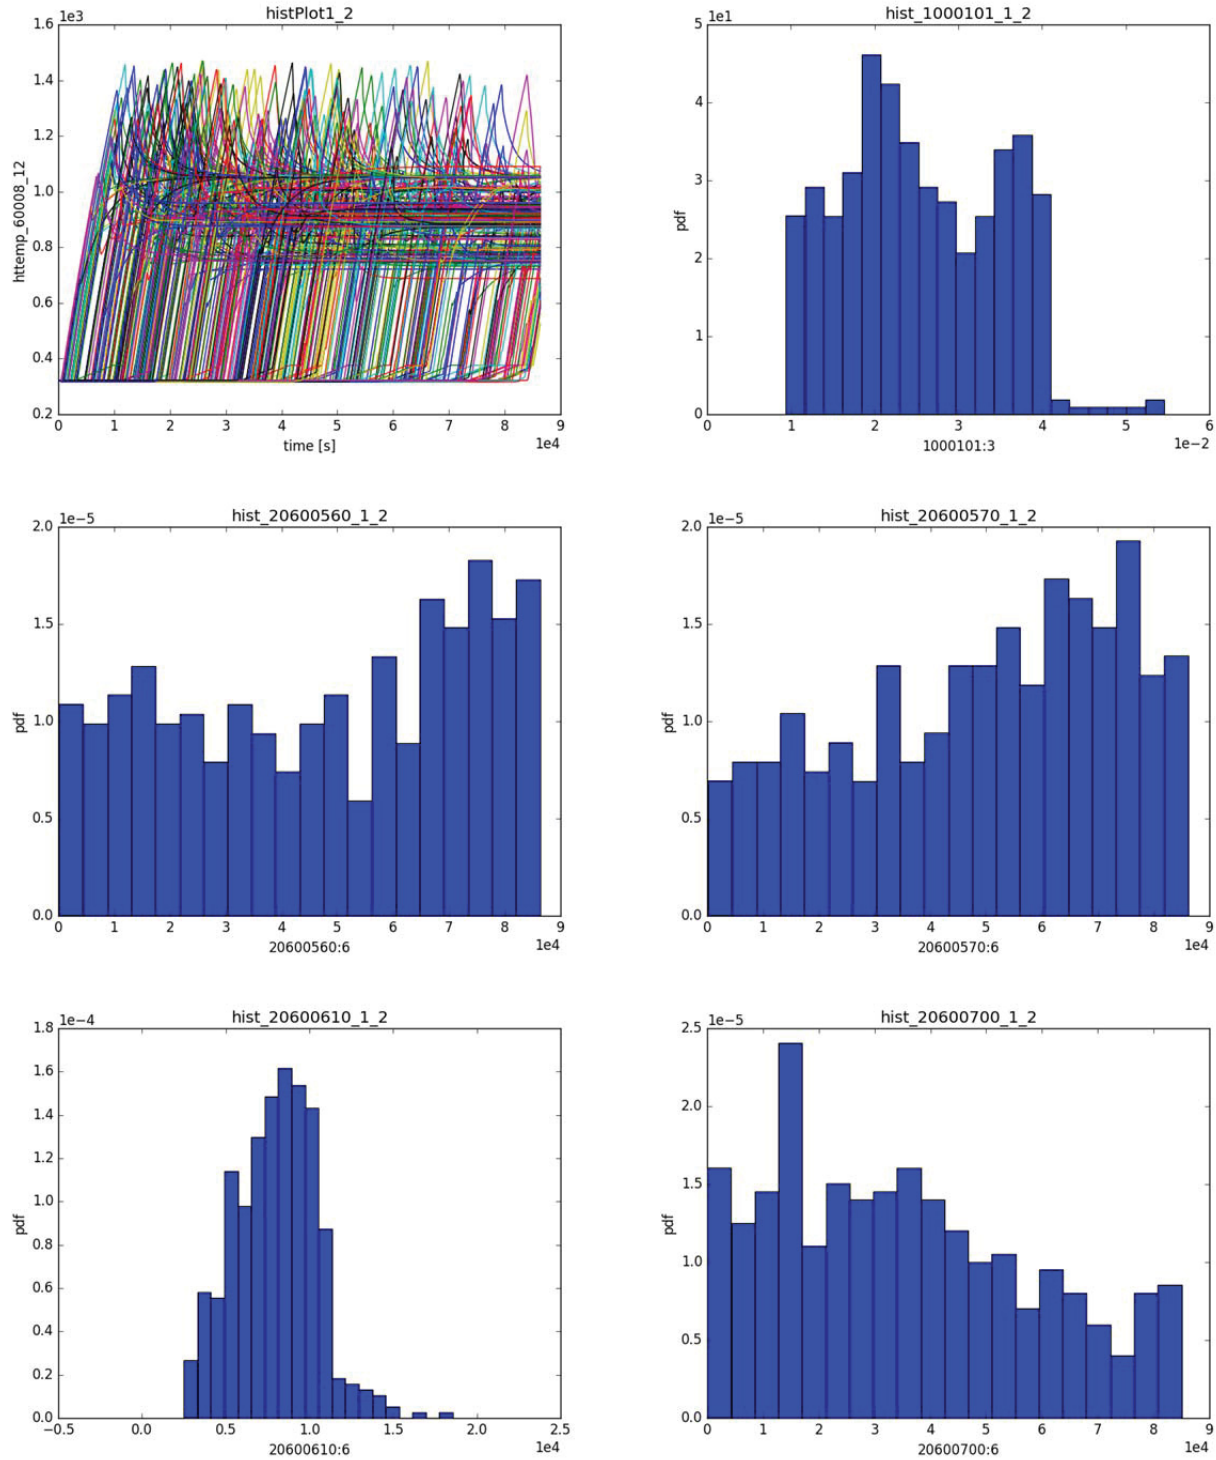 histPlot1_2
1e3
1.6
1.4
1.2
1.0
0.8
0.6
0.4
0.2
httemp_60008_12
0 1 2 3 4 5 6 7 8 9
1e4
time [s]
hist_1000101_1_2
1e1
5
4
3
2
1
0
pdf
0 1 2 3 4 5 6
1e−2
1000101:3
hist_20600560_1_2
1e−5
2.0
1.5
1.0
0.5
0.0
pdf
0 1 2 3 4 5 6 7 8 9
1e4
20600560:6
hist_20600570_1_2
1e−5
2.0
1.5
1.0
0.5
0.0
pdf
0 1 2 3 4 5 6 7 8 9
1e4
20600570:6
hist_20600610_1_2
1e−4
1.8
1.6
1.4
1.2
1.0
0.8
0.6
0.4
0.2
0.0
pdf
−0.5 0.0 0.5 1.0 1.5 2.0 2.5
1e4
20600610:6
hist_20600700_1_2
1e−5
2.5
2.0
1.5
1.0
0.5
0.0
pdf
0 1 2 3 4 5 6 7 8 9
1e4
20600700:6